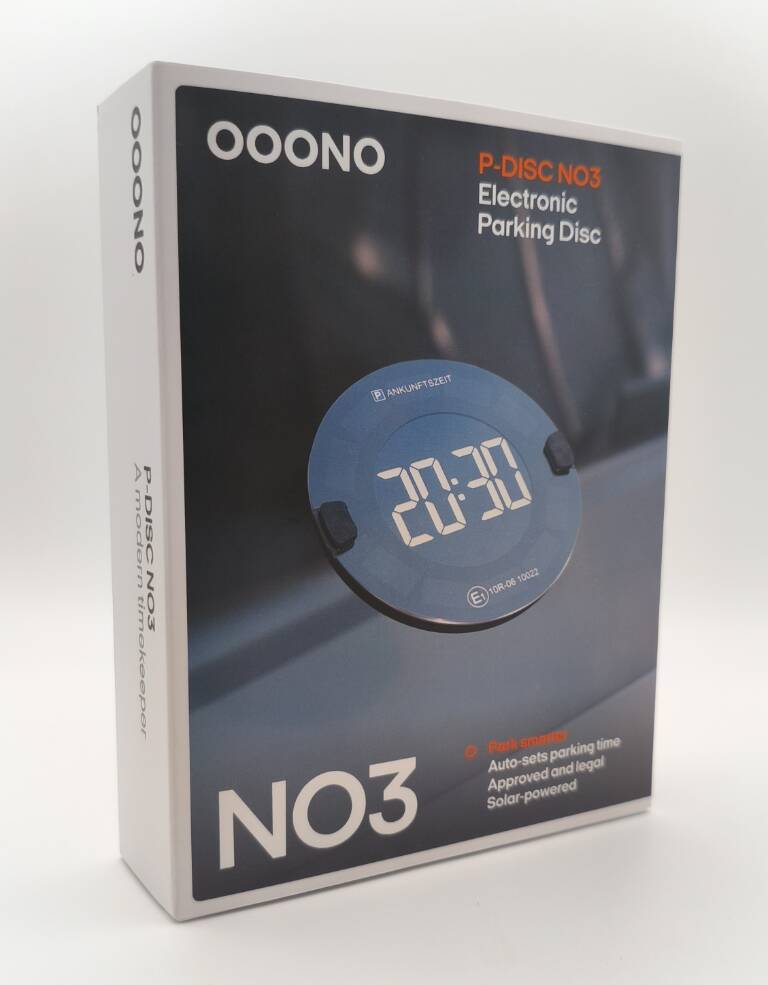 OOONO
P-DISC NO3
A modern timekeeper
OOONO
P-DISC NO3
Electronic
Parking Disc
P ANKUNFTSZEIT
20:30
E1 10R-06 10022
NO3
Park smarter
Auto-sets parking time
Approved and legal
Solar-powered